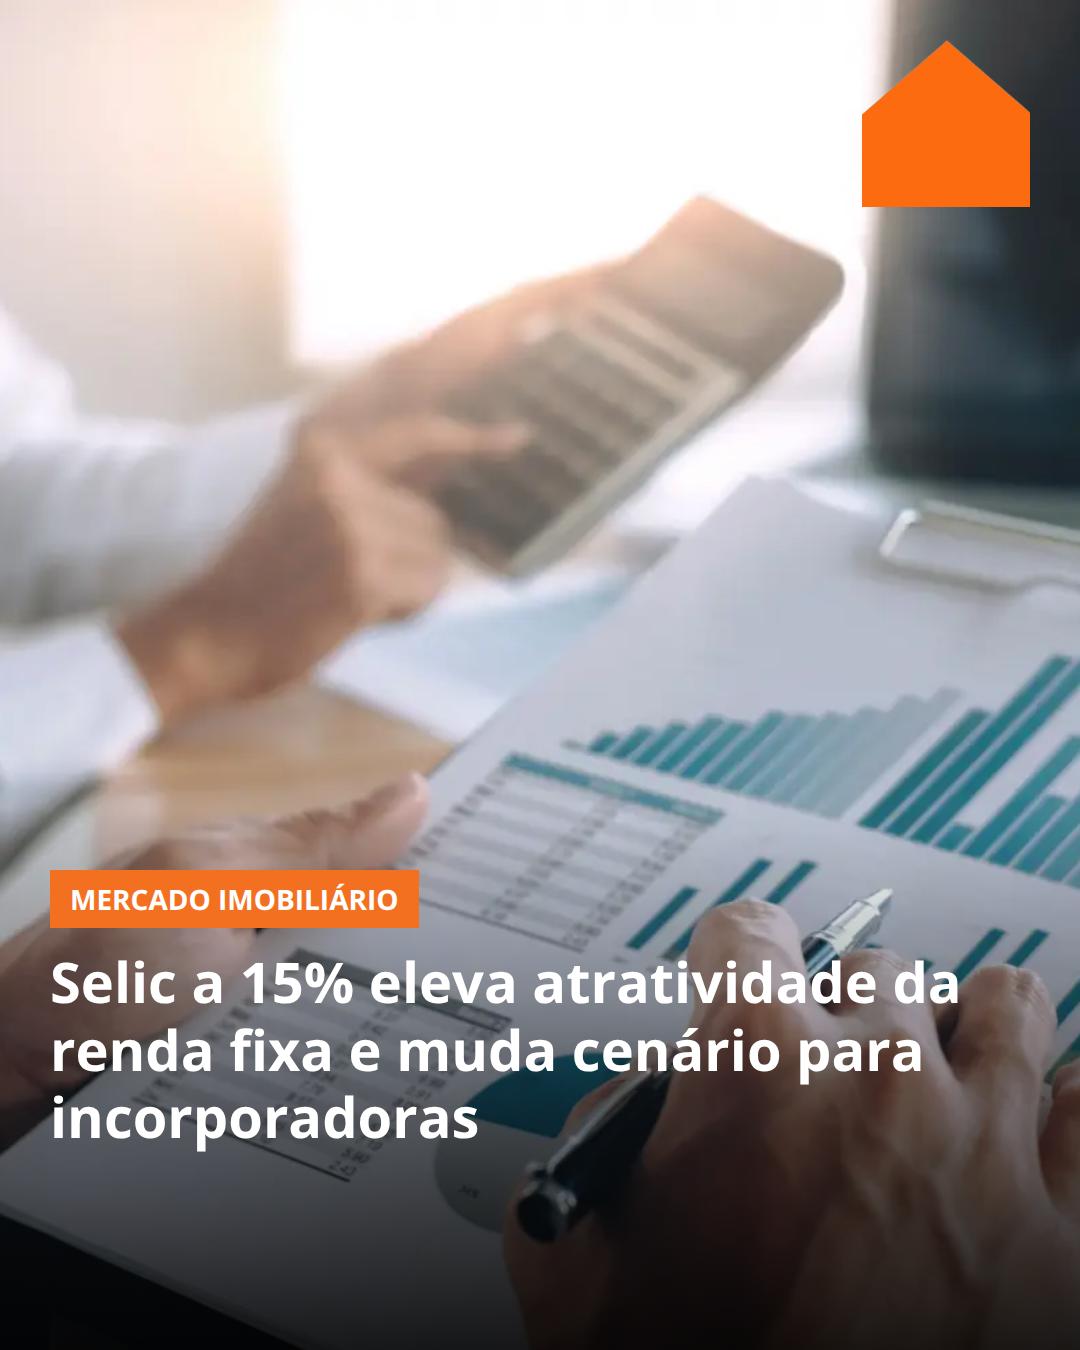 MERCADO IMOBILIÁRIO
Selic a 15% eleva atratividade da
renda fixa e muda cenário para
incorporadoras